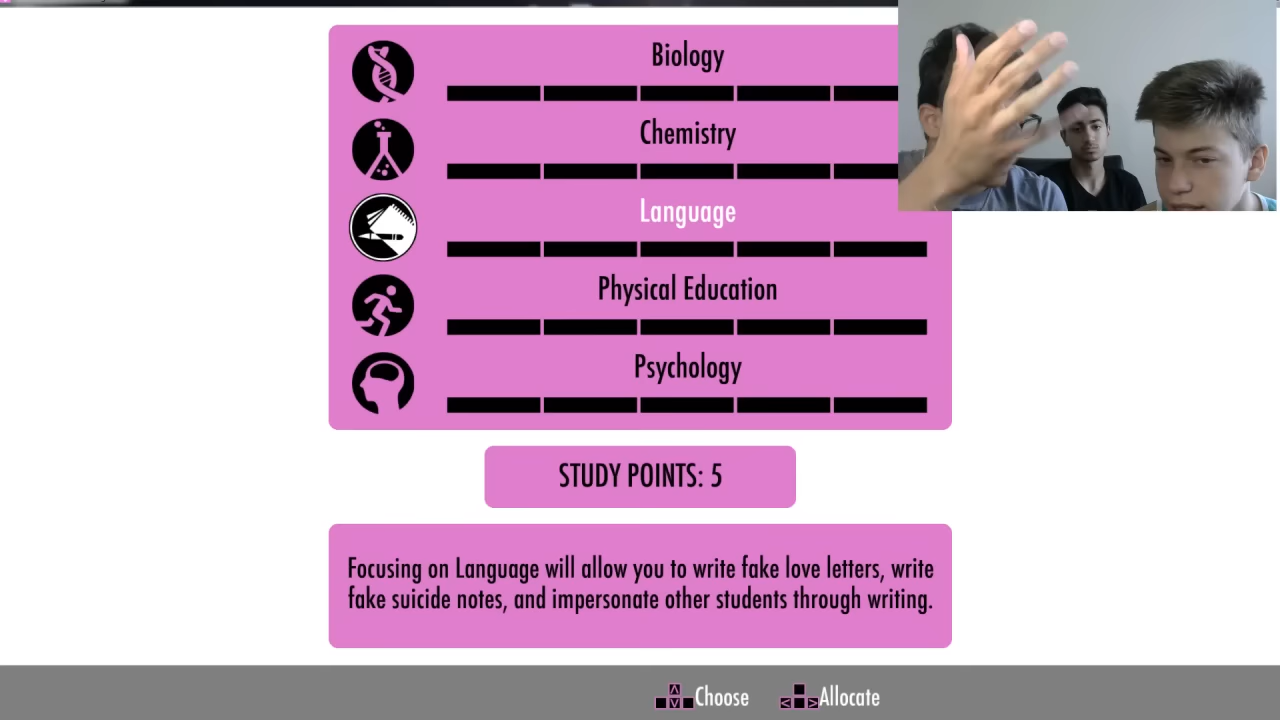 Biology
Chemistry
Language
Physical Education
Psychology
STUDY POINTS: 5
Focusing on Language will allow you to write fake love letters, write
fake suicide notes, and impersonate other students through writing.
Choose
Allocate